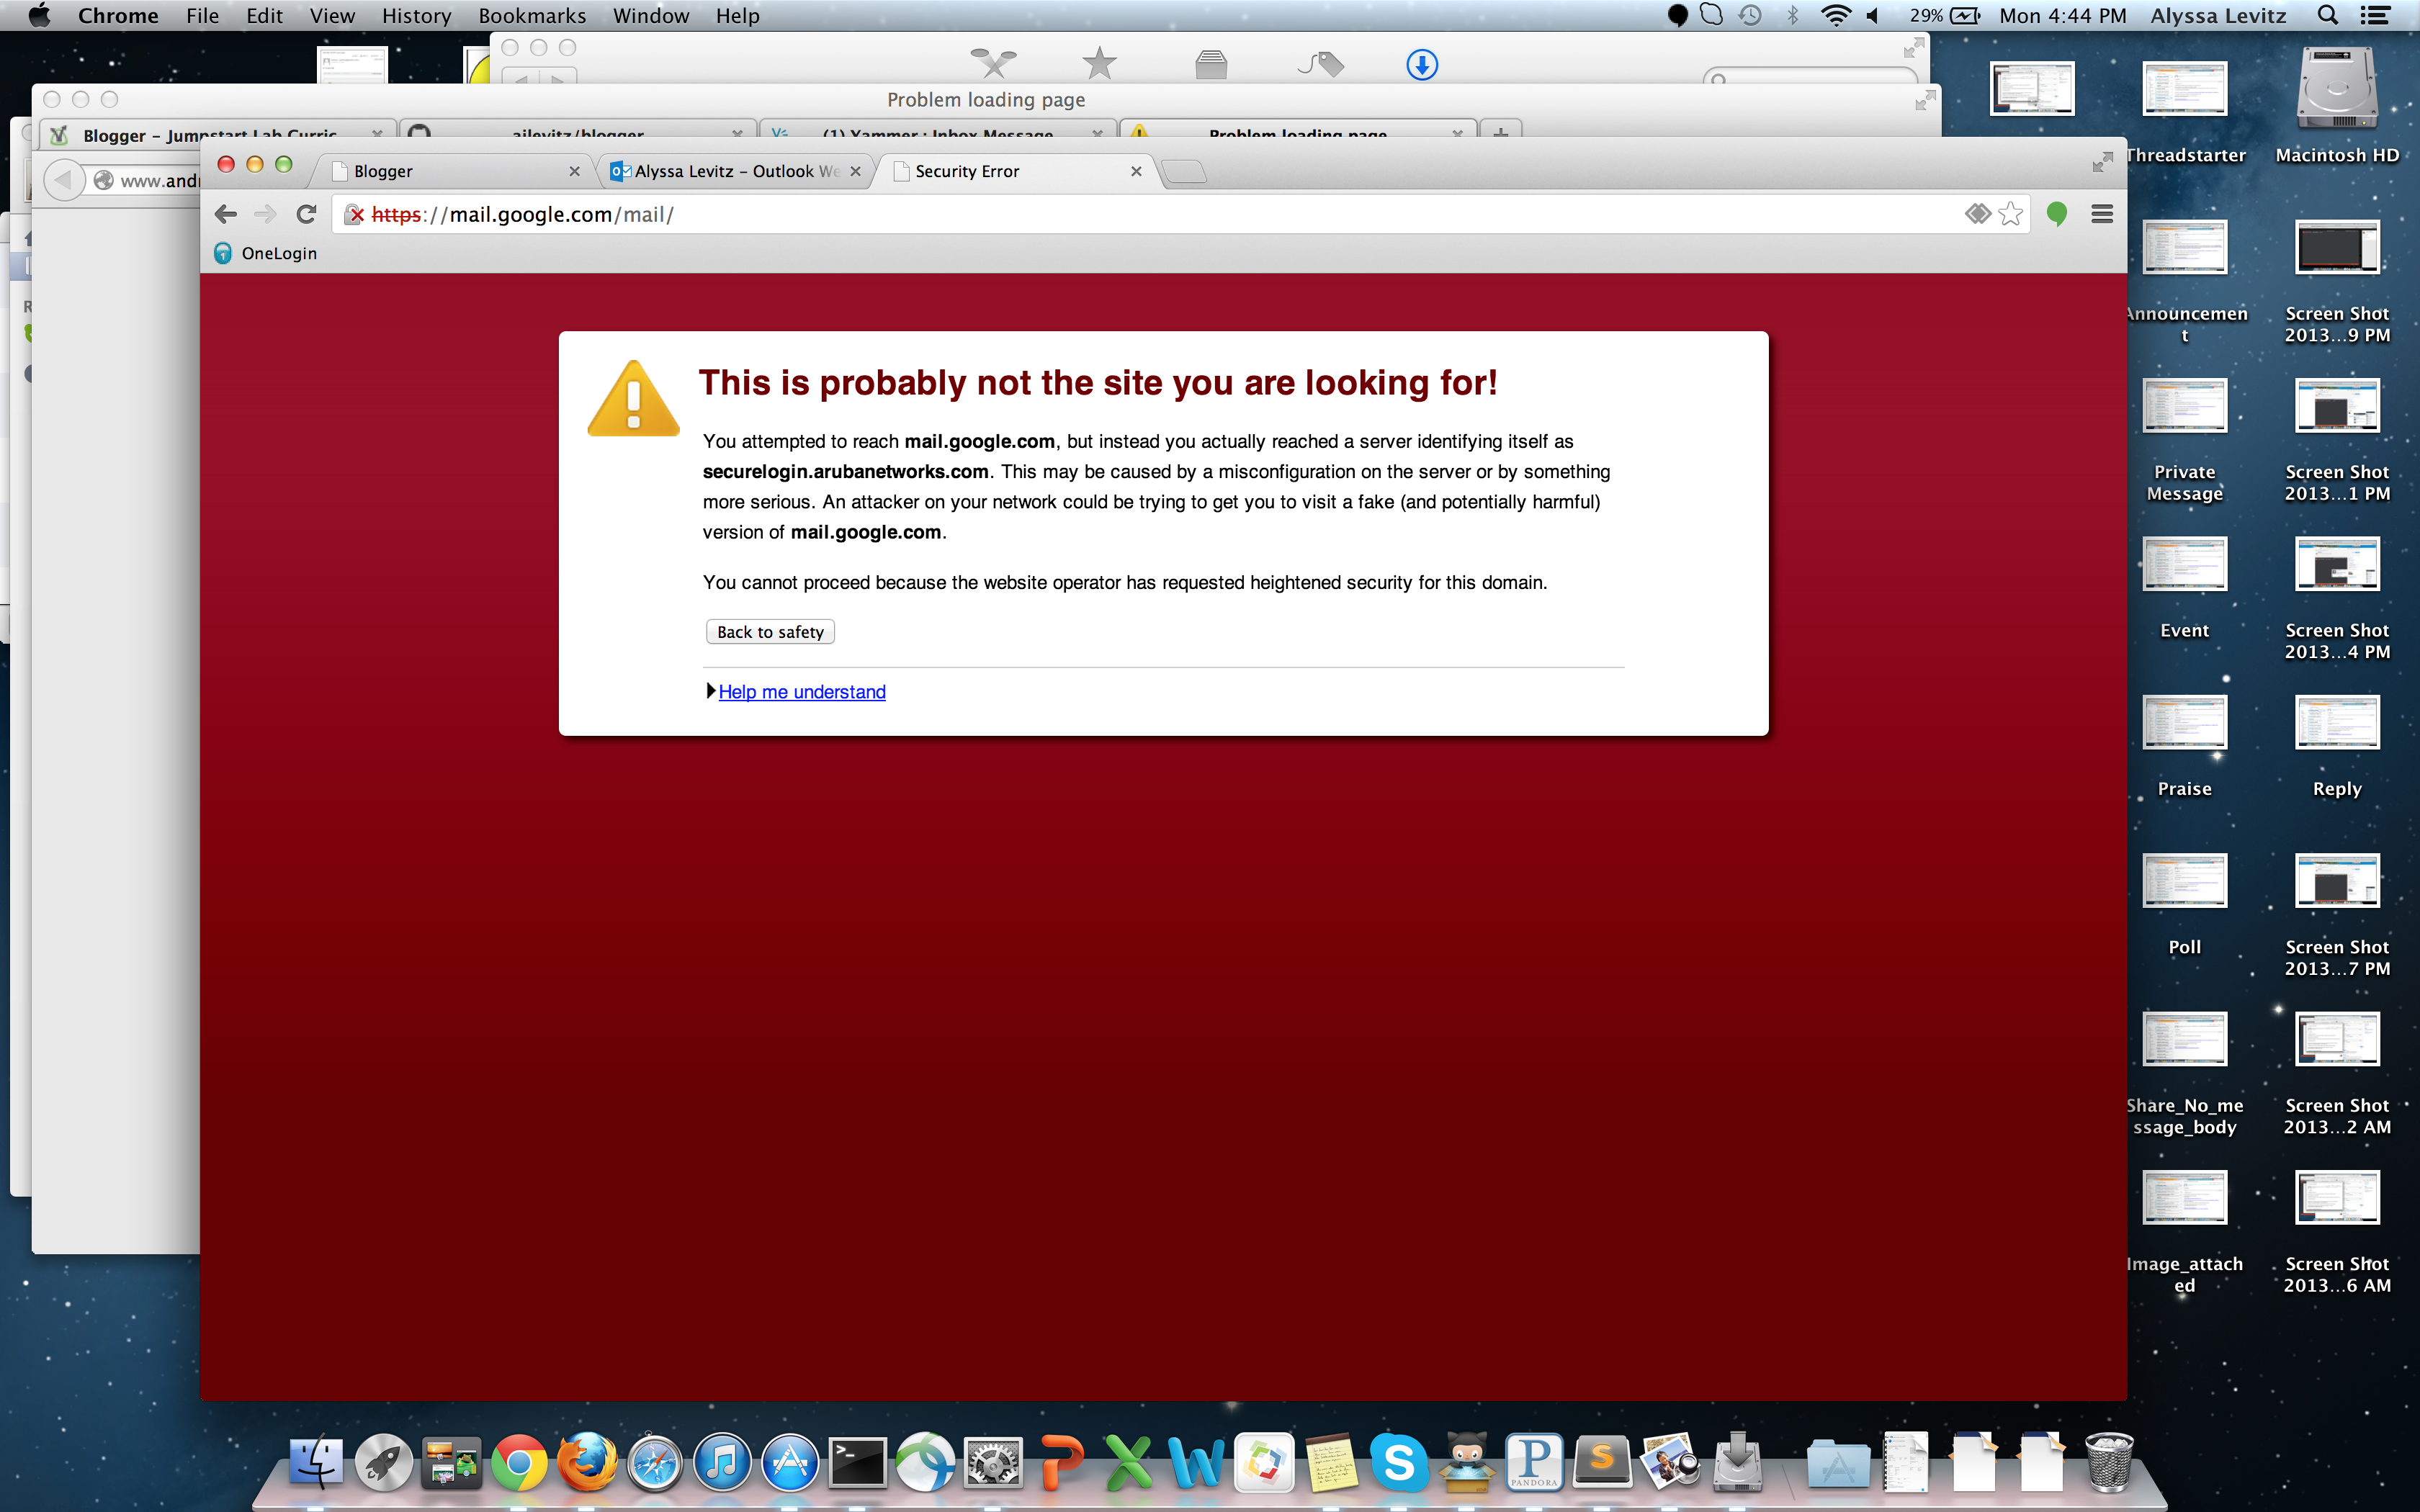 Chrome File Edit View History Bookmarks Window Help
29% Mon 4:44 PM Alyssa Levitz
Problem loading page
Blogger – Jumpstart Lab Curric
ajlevitz/blogger
(1) Yammer : Inbox Message
Problem loading page
www.and
Blogger
Alyssa Levitz – Outlook We
Security Error
https://mail.google.com/mail/
OneLogin
This is probably not the site you are looking for!
You attempted to reach mail.google.com, but instead you actually reached a server identifying itself as
securelogin.arubanetworks.com. This may be caused by a misconfiguration on the server or by something
more serious. An attacker on your network could be trying to get you to visit a fake (and potentially harmful)
version of mail.google.com.
You cannot proceed because the website operator has requested heightened security for this domain.
Back to safety
Help me understand
Threadstarter
Macintosh HD
Announcemen
t
Screen Shot
2013...9 PM
Private
Message
Screen Shot
2013...1 PM
Event
Screen Shot
2013...4 PM
Praise
Reply
Poll
Screen Shot
2013...7 PM
Share_No_me
ssage_body
Screen Shot
2013...2 AM
Image_attach
ed
Screen Shot
2013...6 AM
PANDORA